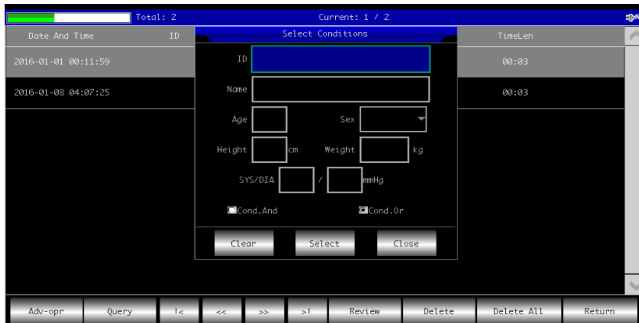 Total: 2 Current: 1 / 2
Date And Time ID TimeLen
Select Conditions
2016-01-01 00:11:59 00:03
2016-01-08 04:07:25 00:03
ID
Name
Age Sex
Height cm Weight kg
SYS/DIA / mmHg
Cond.And Cond.Or
Clear Select Close
Adv-opr Query |< << >> >| Review Delete Delete All Return